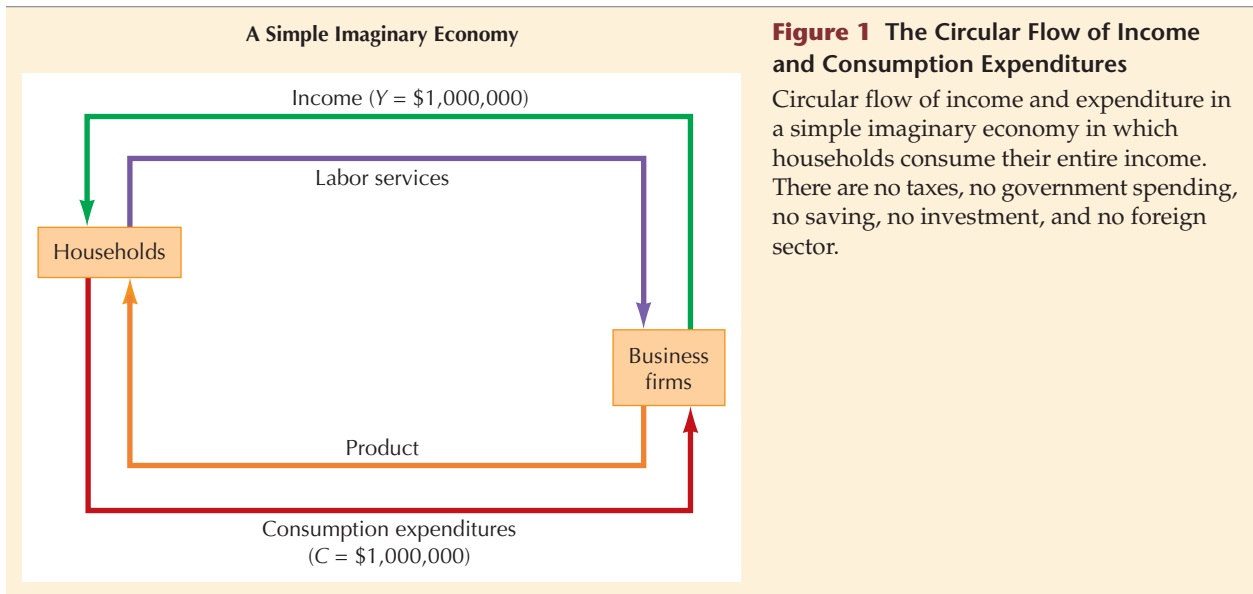 A Simple Imaginary Economy
Income (Y = $1,000,000)
Labor services
Households
Business
firms
Product
Consumption expenditures
(C = $1,000,000)
Figure 1 The Circular Flow of Income
and Consumption Expenditures
Circular flow of income and expenditure in
a simple imaginary economy in which
households consume their entire income.
There are no taxes, no government spending,
no saving, no investment, and no foreign
sector.